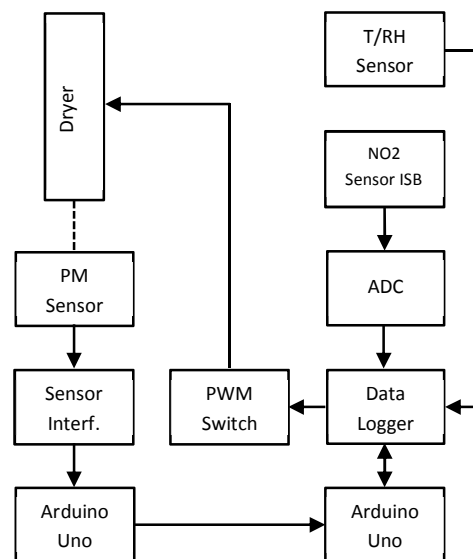 Dryer
T/RH
Sensor
NO2
Sensor ISB
PM
Sensor
ADC
Sensor
Interf.
PWM
Switch
Data
Logger
Arduino
Uno
Arduino
Uno